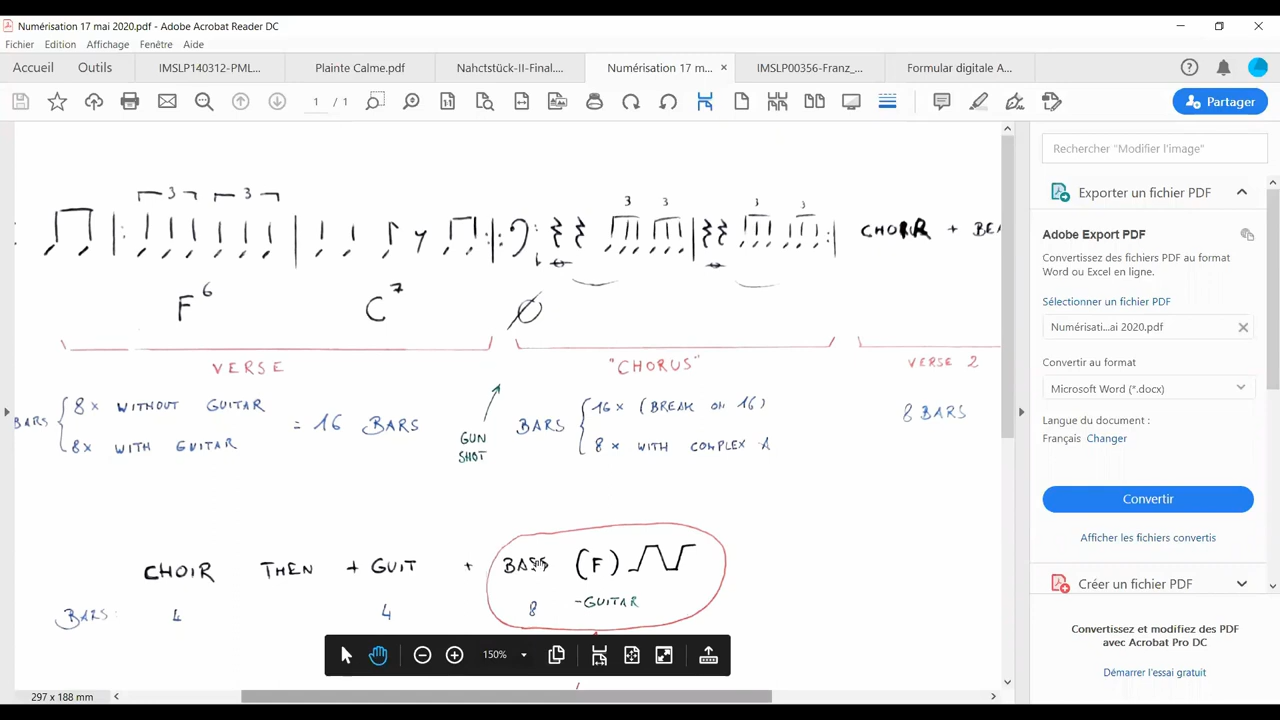 Numérisation 17 mai 2020.pdf - Adobe Acrobat Reader DC
Fichier Edition Affichage Fenêtre Aide
Accueil Outils IMSLP140312-PML... Plainte Calme.pdf Nahctstück-II-Final... Numérisation 17 m... × IMSLP00356-Franz_... Formular digitale A...
1 / 1 Partager
3 3 3 3 3 3
CHOIR +
F6 C7 Ø
VERSE "CHORUS" VERSE 2
BARS 8x WITHOUT GUITAR
8x WITH GUITAR
= 16 BARS
GUN
SHOT
BARS 16x (BREAK ON 16)
8x WITH COMPLEX
8 BARS
CHOIR THEN + GUIT + BASS (F)
- GUITAR
BARS: 4 4 8
150%
297 x 188 mm
Rechercher "Modifier l'image"
Exporter un fichier PDF
Adobe Export PDF
Convertissez des fichiers PDF au format
Word ou Excel en ligne.
Sélectionner un fichier PDF
Numérisati...ai 2020.pdf
Convertir au format
Microsoft Word (*.docx)
Langue du document :
Français Changer
Convertir
Afficher les fichiers convertis
Créer un fichier PDF
Convertissez et modifiez des PDF
avec Acrobat Pro DC
Démarrer l'essai gratuit